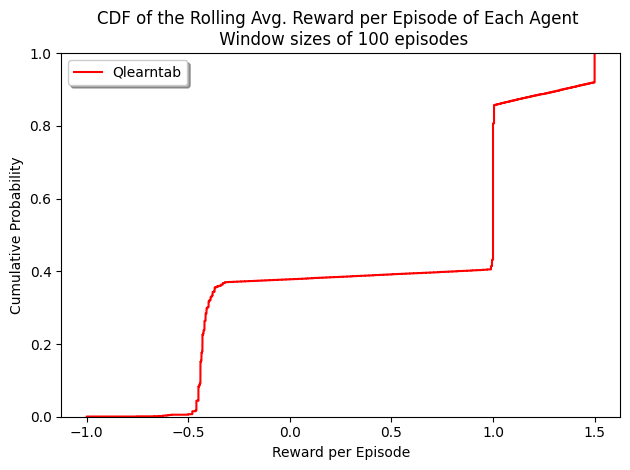 CDF of the Rolling Avg. Reward per Episode of Each Agent
Window sizes of 100 episodes
Qlearntab
1.0
0.8
0.6
0.4
0.2
0.0
Cumulative Probability
−1.0 −0.5 0.0 0.5 1.0 1.5
Reward per Episode